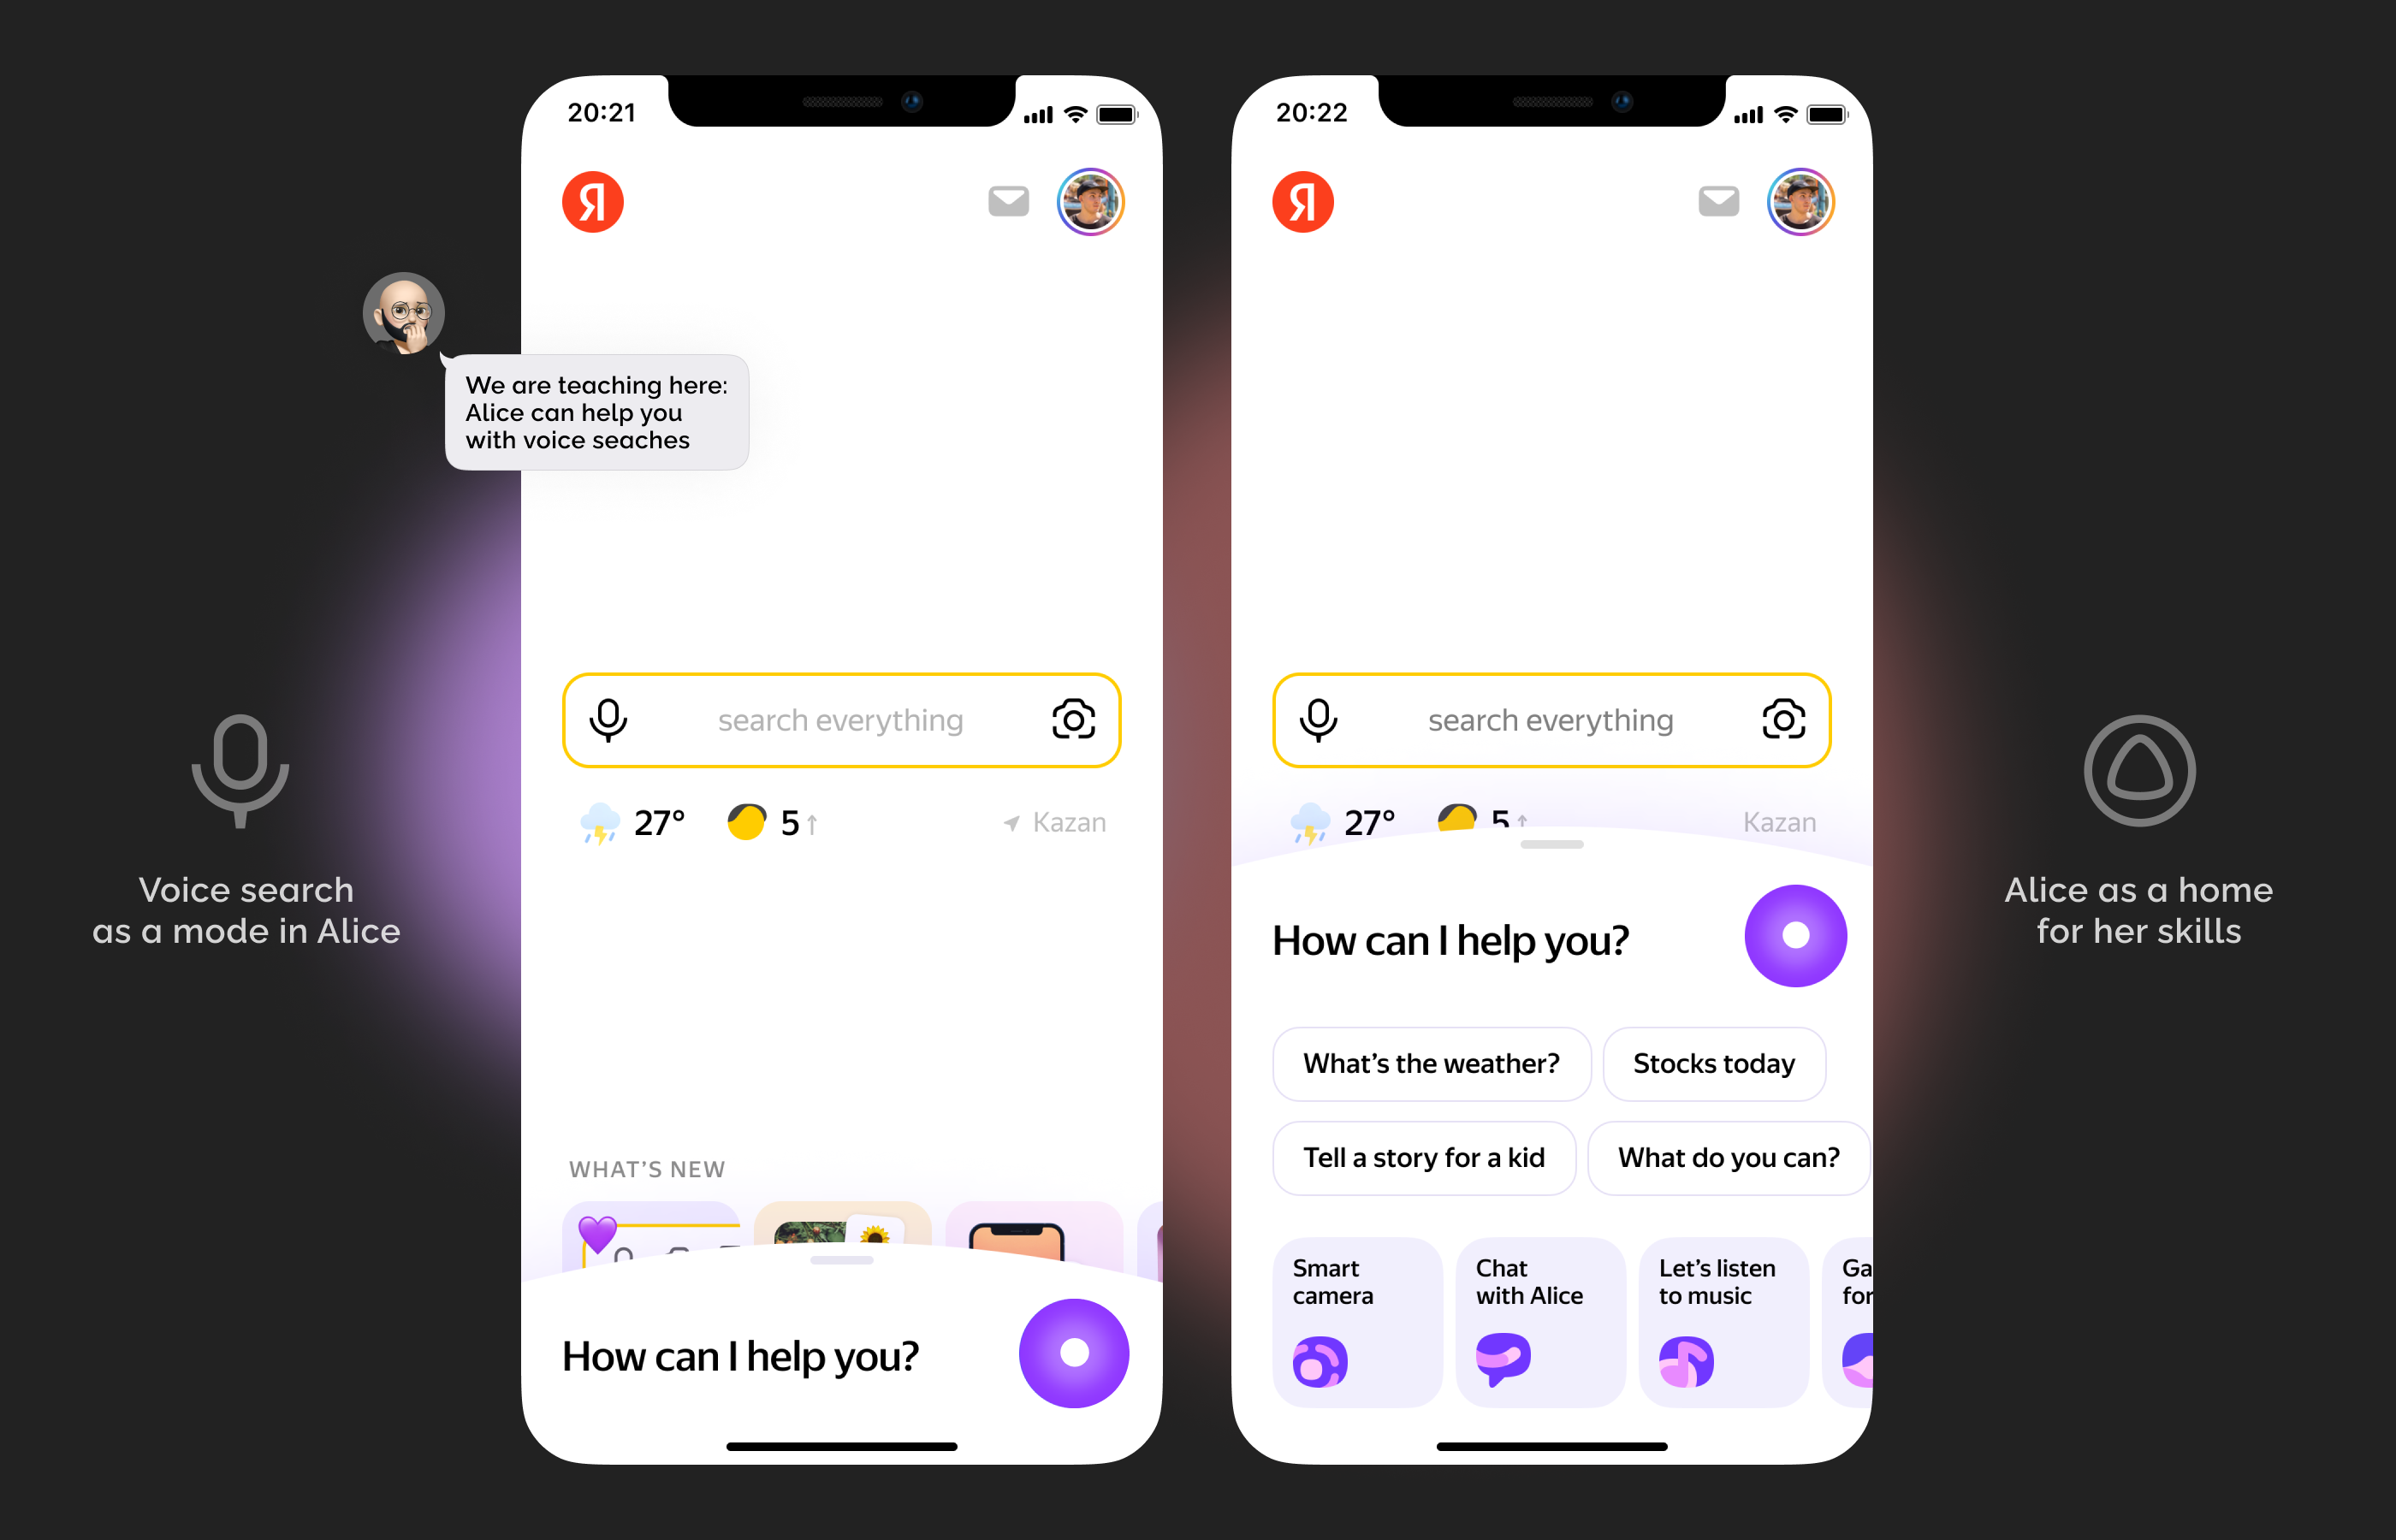 20:21
Я
We are teaching here:
Alice can help you
with voice seaches
search everything
27°
5↑
Kazan
WHAT'S NEW
How can I help you?
Voice search
as a mode in Alice
20:22
Я
search everything
27°
5↑
Kazan
How can I help you?
What's the weather?
Stocks today
Tell a story for a kid
What do you can?
Smart
camera
Chat
with Alice
Let's listen
to music
Ga
for
Alice as a home
for her skills